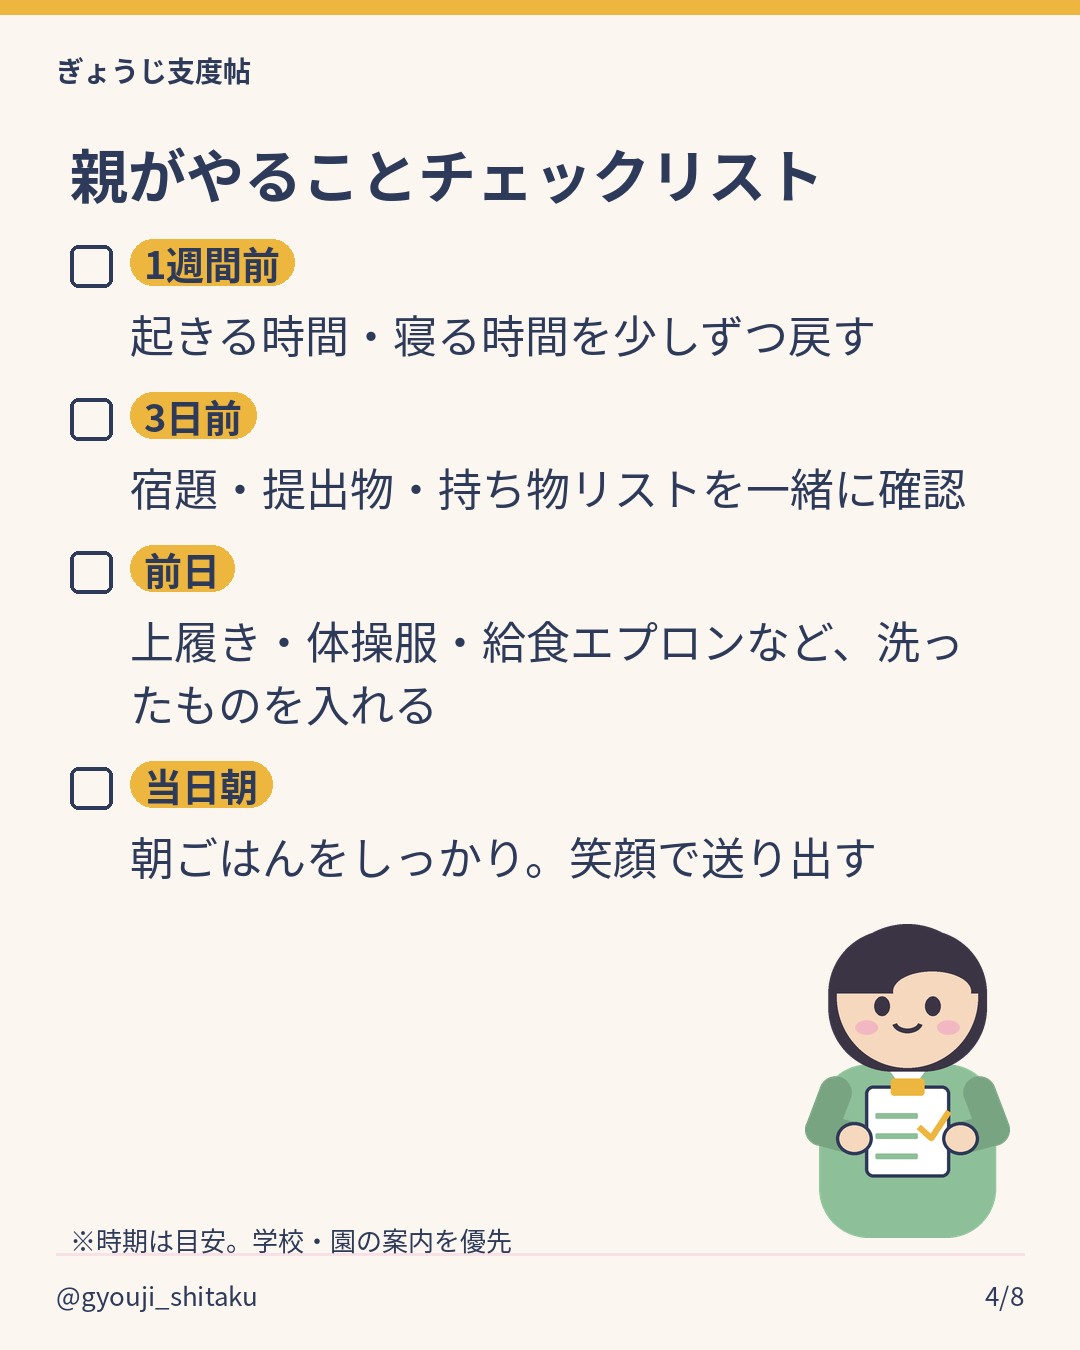 ぎょうじ支度帖
親がやることチェックリスト
1週間前
起きる時間・寝る時間を少しずつ戻す
3日前
宿題・提出物・持ち物リストを一緒に確認
前日
上履き・体操服・給食エプロンなど、洗っ
たものを入れる
当日朝
朝ごはんをしっかり。笑顔で送り出す
※時期は目安。学校・園の案内を優先
@gyouji_shitaku
4/8